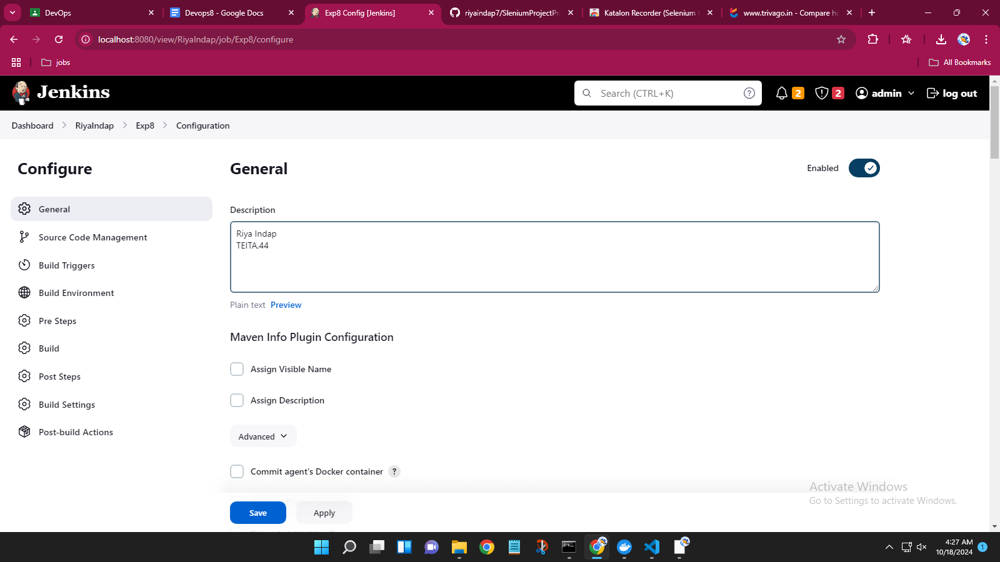 DevOps
Devops8 - Google Docs
Exp8 Config [Jenkins]
riyaindap7/SleniumProjectPr
Katalon Recorder (Selenium t
www.trivago.in - Compare ho
localhost:8080/view/RiyaIndap/job/Exp8/configure
jobs
All Bookmarks
Jenkins
Search (CTRL+K)
?
2
2
admin
log out
Dashboard
RiyaIndap
Exp8
Configuration
Configure
General
Source Code Management
Build Triggers
Build Environment
Pre Steps
Build
Post Steps
Build Settings
Post-build Actions
General
Enabled
Description
Riya Indap
TEITA,44
Plain text Preview
Maven Info Plugin Configuration
Assign Visible Name
Assign Description
Advanced
Commit agent's Docker container ?
Save
Apply
Activate Windows
Go to Settings to activate Windows.
4:27 AM
10/18/2024
1